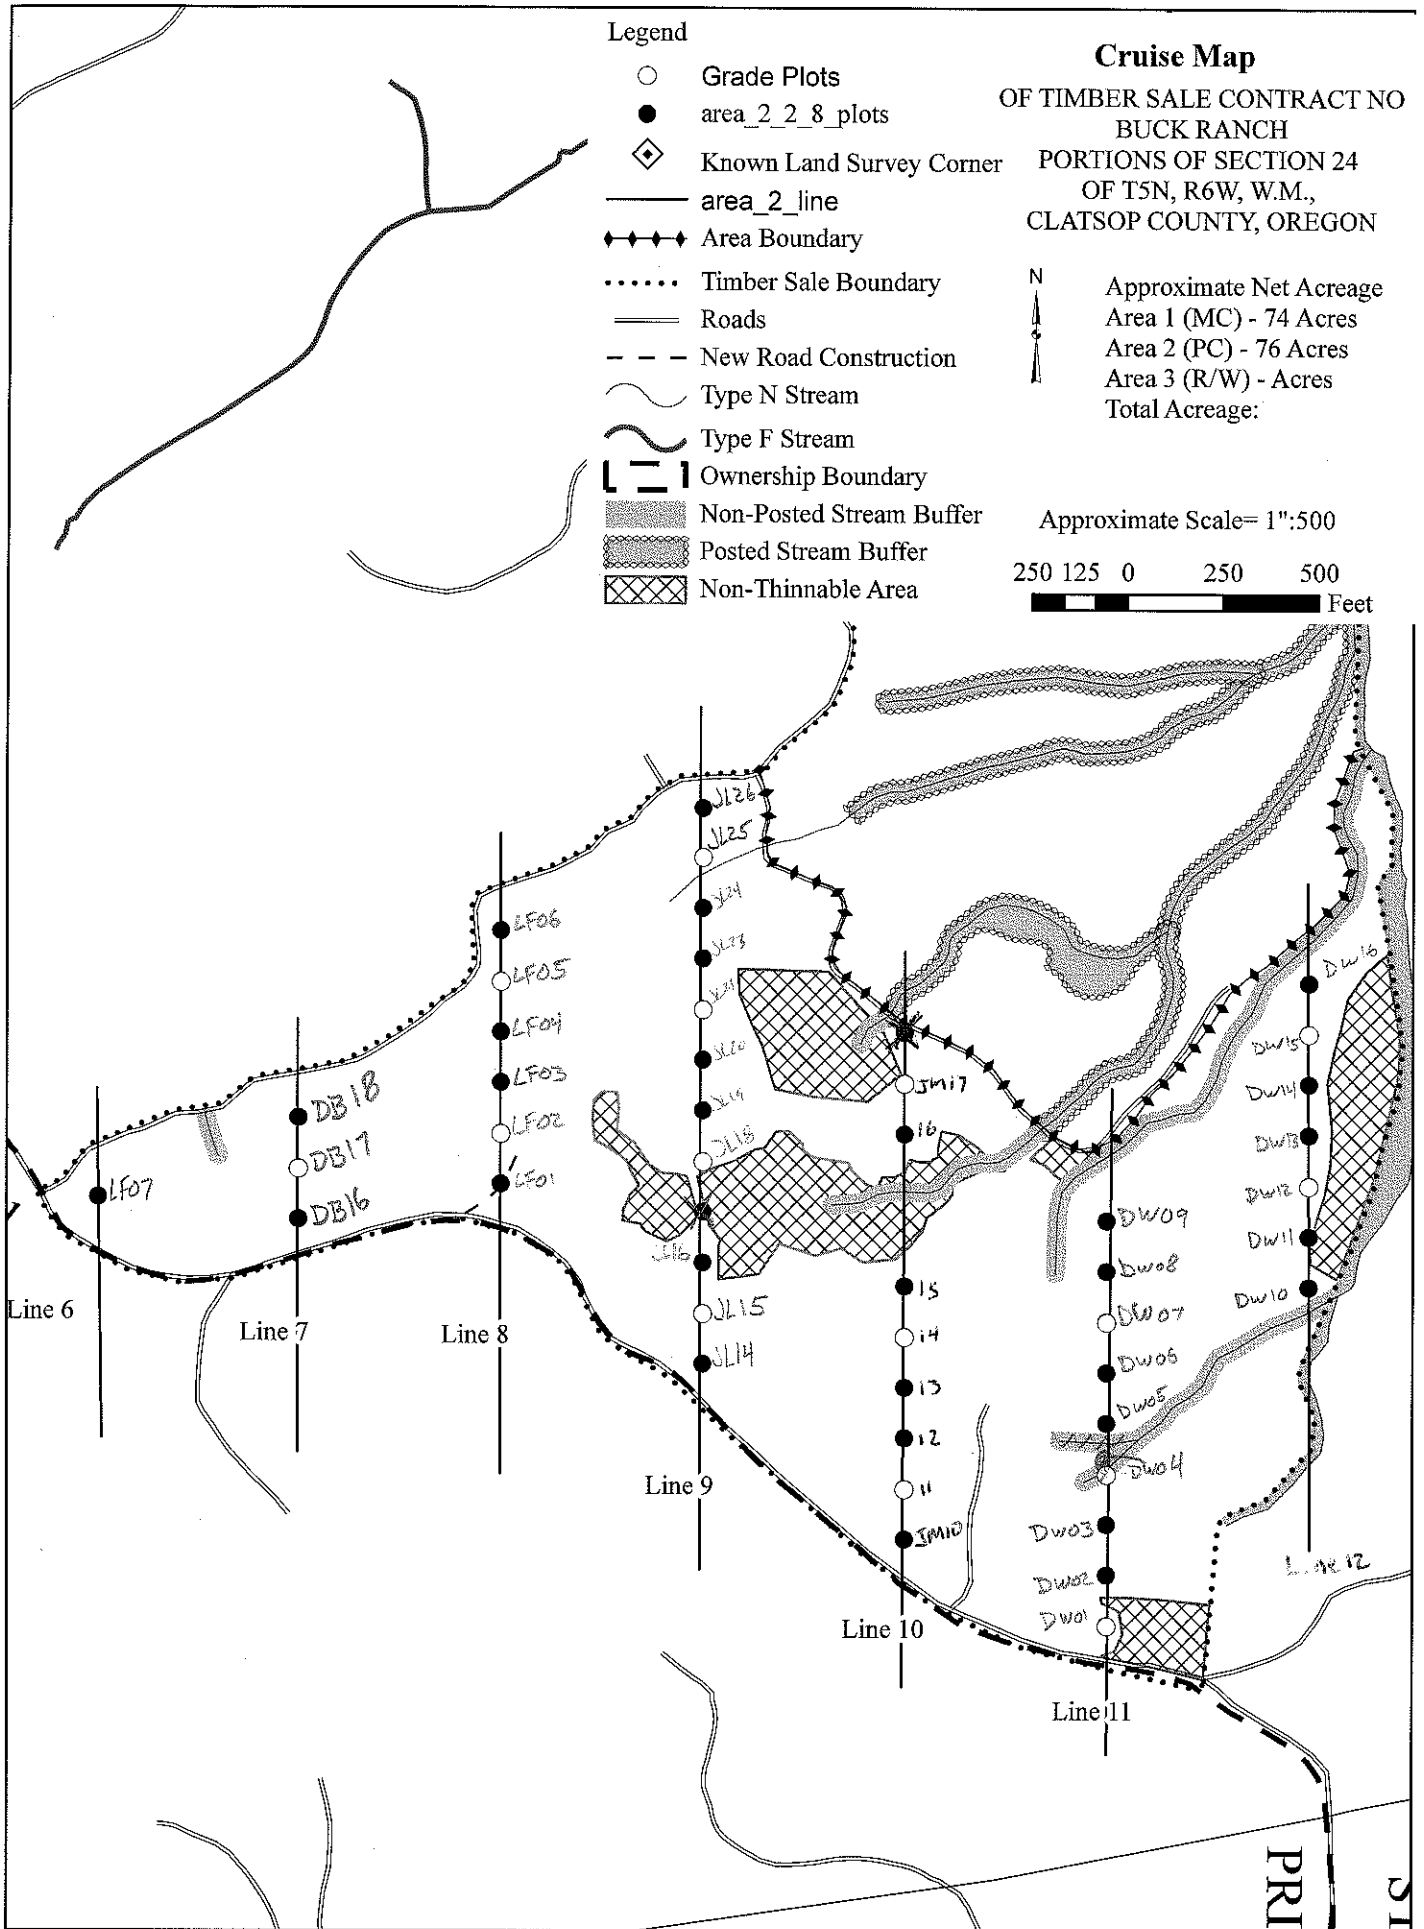 Legend
Grade Plots
area_2_2_8_plots
Known Land Survey Corner
area_2_line
Area Boundary
Timber Sale Boundary
Roads
New Road Construction
Type N Stream
Type F Stream
Ownership Boundary
Non-Posted Stream Buffer
Posted Stream Buffer
Non-Thinnable Area
Cruise Map
OF TIMBER SALE CONTRACT NO
BUCK RANCH
PORTIONS OF SECTION 24
OF T5N, R6W, W.M.,
CLATSOP COUNTY, OREGON
N
Approximate Net Acreage
Area 1 (MC) - 74 Acres
Area 2 (PC) - 76 Acres
Area 3 (R/W) - Acres
Total Acreage:
Approximate Scale= 1":500
250 125 0 250 500
Feet
LF07
Line 6
DB18
DB17
DB16
Line 7
LF06
LF05
LF04
LF03
LF02
LF01
Line 8
JL26
JL25
JL24
JL23
JL20
JL19
JL18
JL16
JL15
JL14
Line 9
JM17
16
15
14
13
12
11
JM10
Line 10
DW09
DW08
DW07
DW06
DW05
DW04
DW03
DW02
DW01
Line 11
DW16
DW15
DW14
DW13
DW12
DW11
DW10
Line 12
PRI
ST